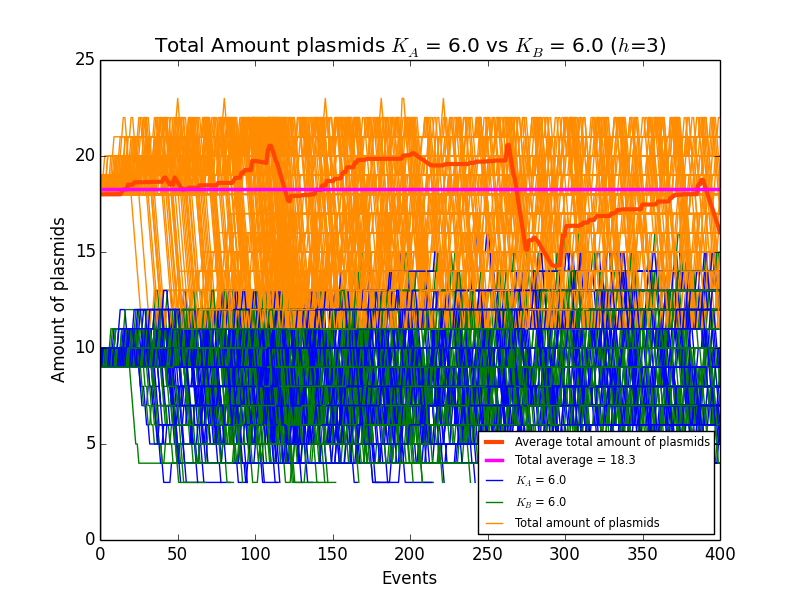 Total Amount plasmids K_A = 6.0 vs K_B = 6.0 (h=3)
25
20
15
10
5
0
Amount of plasmids
0 50 100 150 200 250 300 350 400
Events
Average total amount of plasmids
Total average = 18.3
K_A = 6.0
K_B = 6.0
Total amount of plasmids